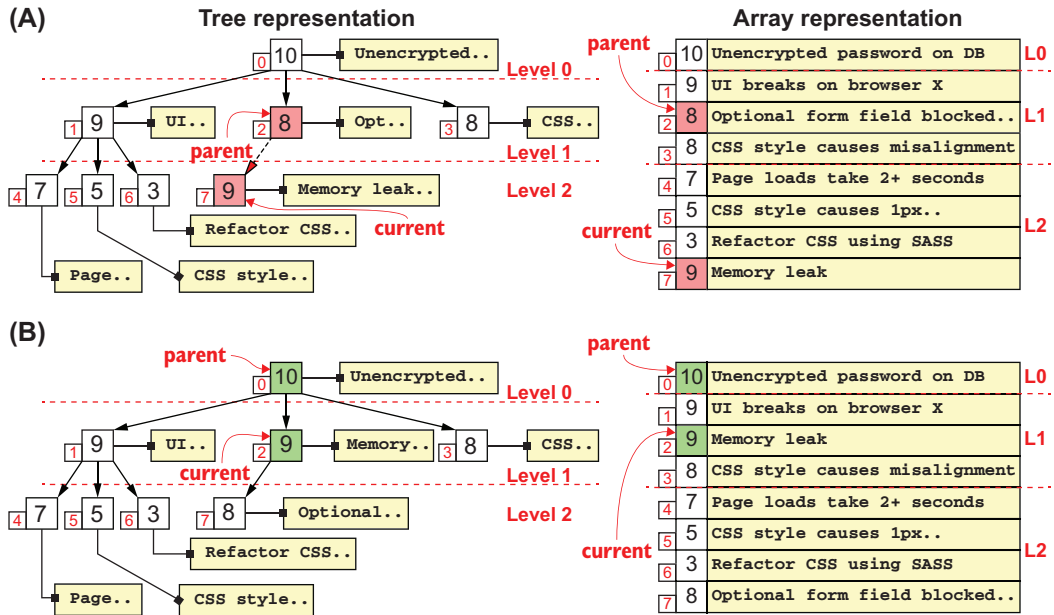 (A)
Tree representation
Array representation
10
0
Unencrypted..
Level 0
9
1
UI..
8
2
Opt..
parent
8
3
CSS..
Level 1
7
4
5
5
3
6
9
7
Memory leak..
Level 2
current
Refactor CSS..
Page..
CSS style..
parent
0 10 Unencrypted password on DB L0
1 9 UI breaks on browser X
2 8 Optional form field blocked.. L1
3 8 CSS style causes misalignment
4 7 Page loads take 2+ seconds
5 5 CSS style causes 1px.. L2
current
6 3 Refactor CSS using SASS
7 9 Memory leak
(B)
parent
10
0
Unencrypted..
Level 0
9
1
UI..
9
2
Memory..
current
8
3
CSS..
Level 1
7
4
5
5
3
6
8
7
Optional..
Level 2
Refactor CSS..
Page..
CSS style..
parent
0 10 Unencrypted password on DB L0
1 9 UI breaks on browser X
2 9 Memory leak L1
3 8 CSS style causes misalignment
4 7 Page loads take 2+ seconds
current
5 5 CSS style causes 1px.. L2
6 3 Refactor CSS using SASS
7 8 Optional form field blocked..